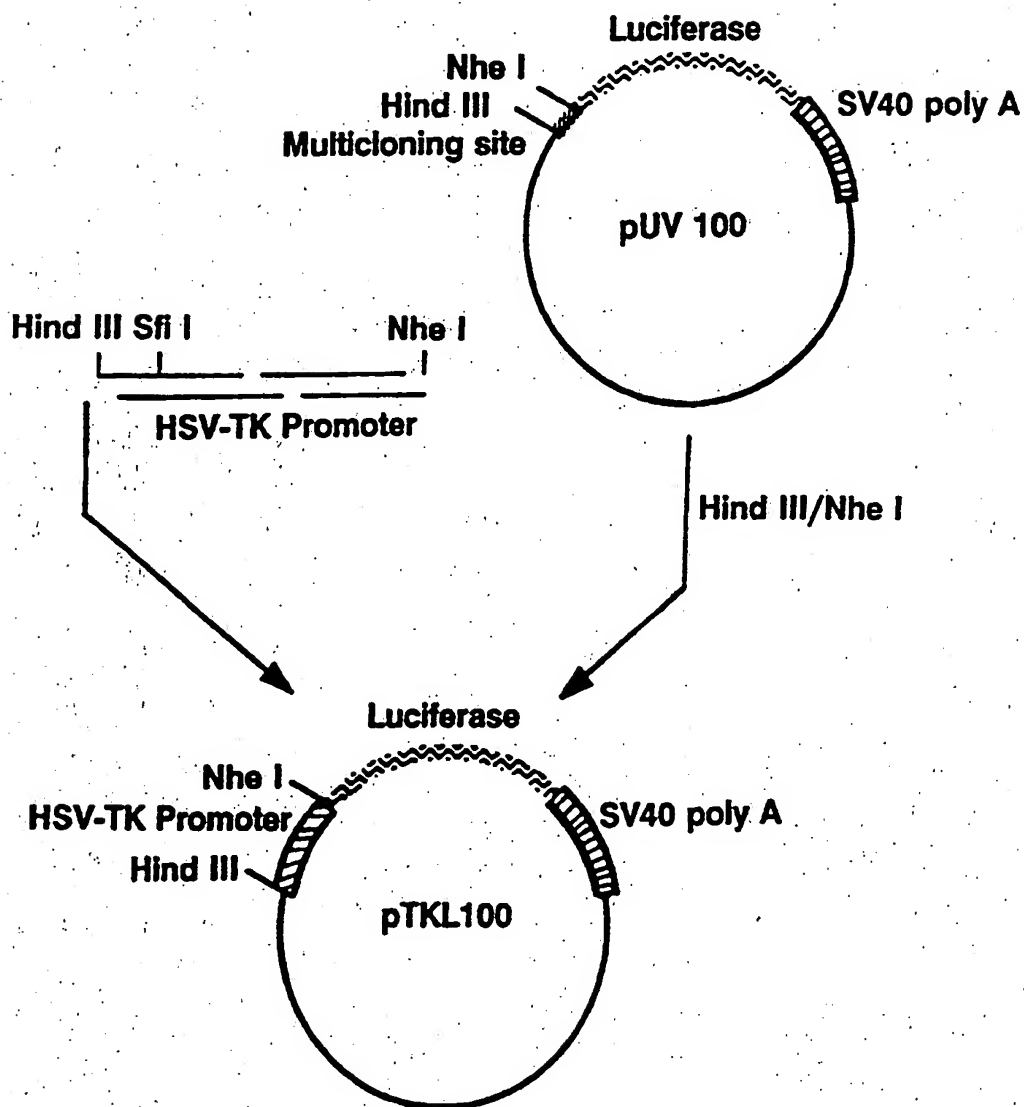 Luciferase
Nhe I
Hind III
Multicloning site
SV40 poly A
pUV 100
Hind III Sfi I
Nhe I
HSV-TK Promoter
Hind III/Nhe I
Luciferase
Nhe I
HSV-TK Promoter
Hind III
SV40 poly A
pTKL100